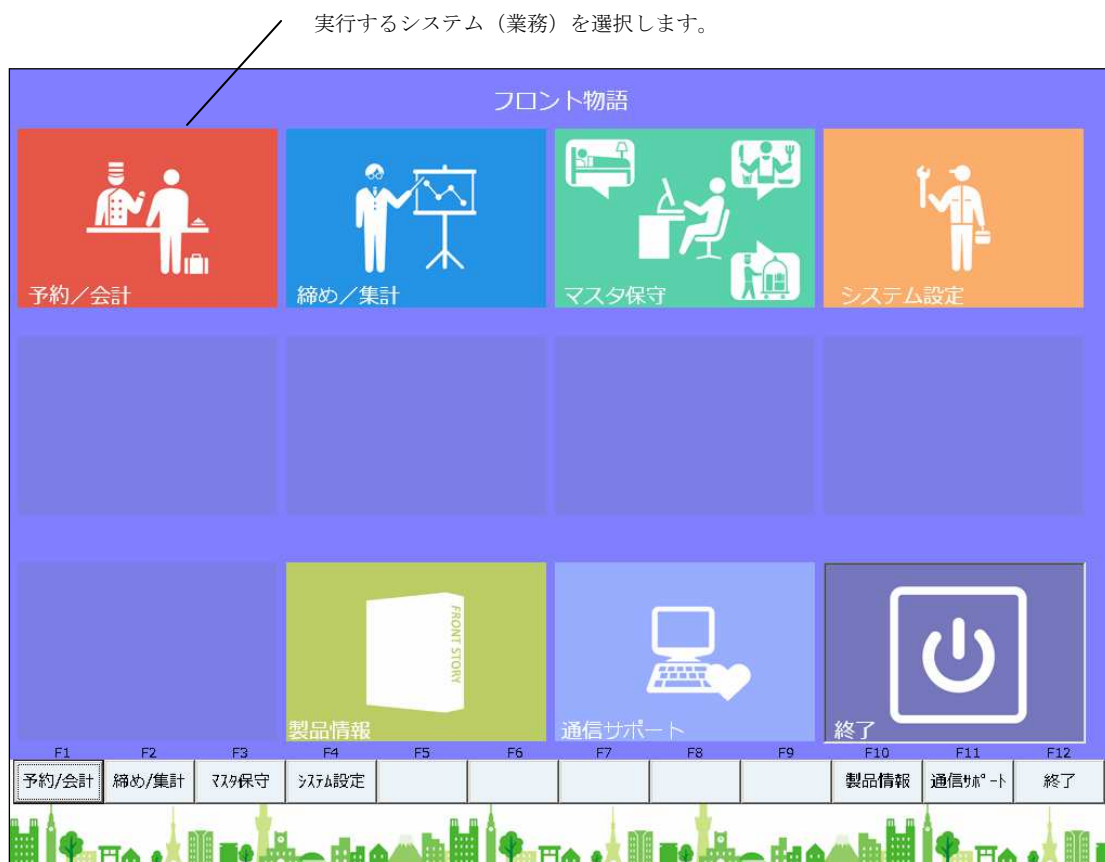 実行するシステム（業務）を選択します。
フロント物語
予約／会計
締め／集計
マスタ保守
システム設定
FRONT STORY
製品情報
通信サポート
終了
F1 F2 F3 F4 F5 F6 F7 F8 F9 F10 F11 F12
予約/会計 締め/集計 ﾏｽﾀ保守 ｼｽﾃﾑ設定 製品情報 通信ｻﾎﾟｰﾄ 終了